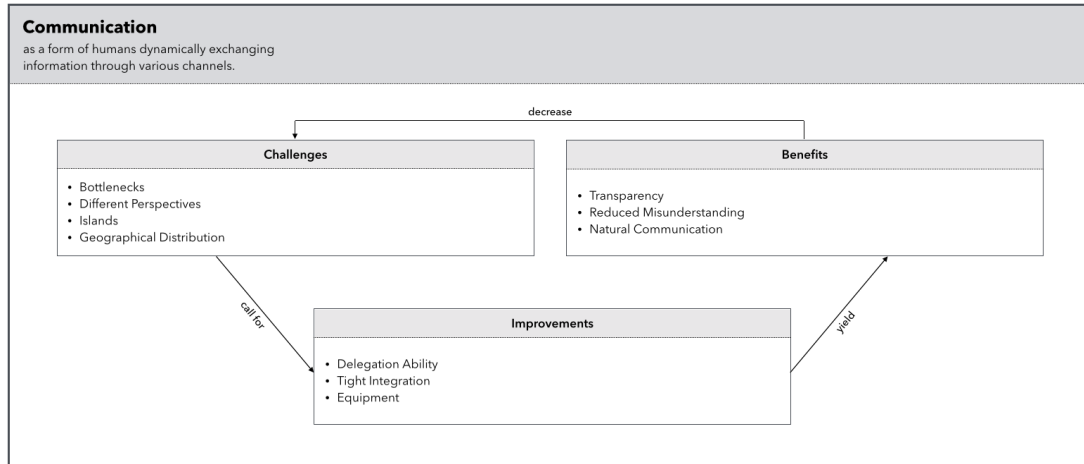 Communication
as a form of humans dynamically exchanging
information through various channels.
decrease
Challenges
• Bottlenecks
• Different Perspectives
• Islands
• Geographical Distribution
Benefits
• Transparency
• Reduced Misunderstanding
• Natural Communication
call for
yield
Improvements
• Delegation Ability
• Tight Integration
• Equipment